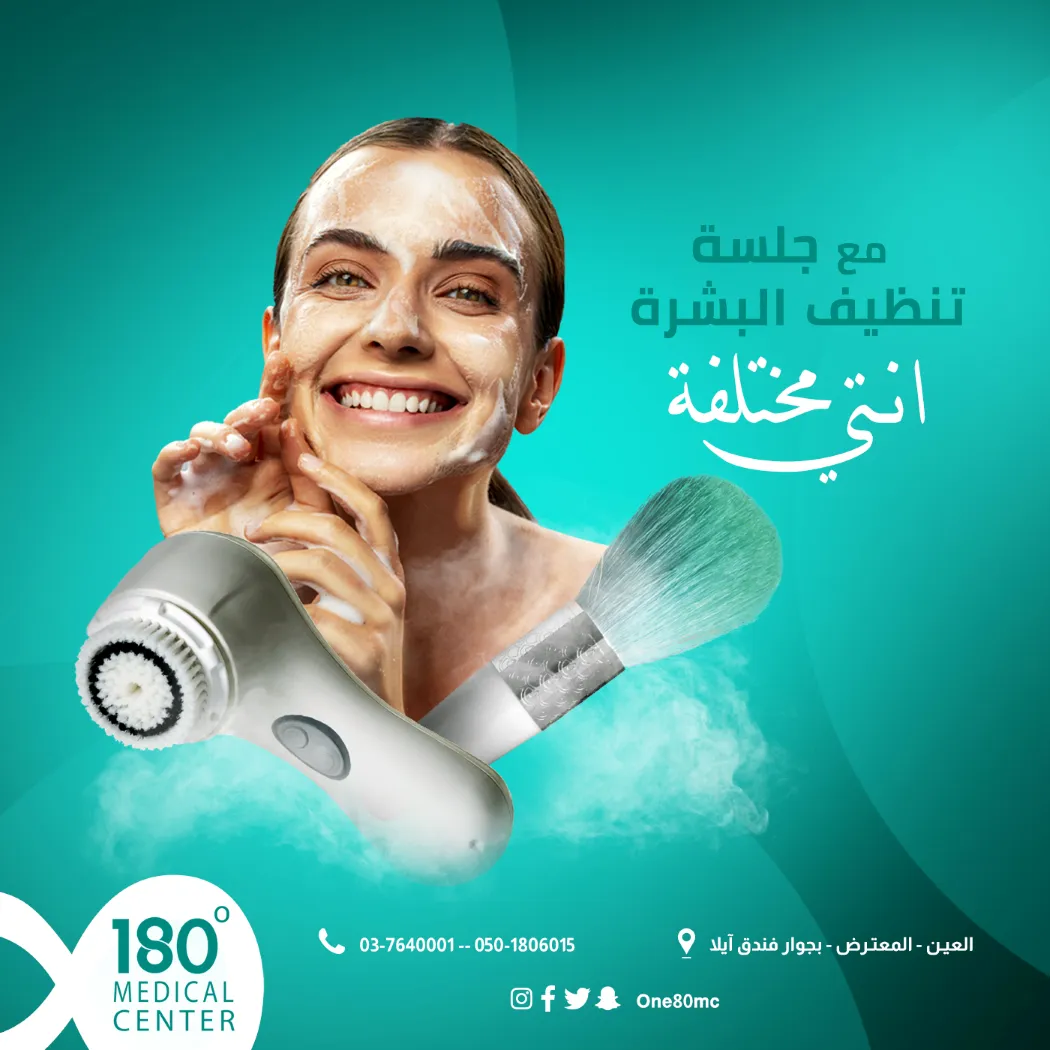 مع جلسة
تنظيف البشرة
انتي مختلفة
العين - المعترض - بجوار فندق آيلا
03-7640001 -- 050-1806015
One80mc
180°
MEDICAL
CENTER